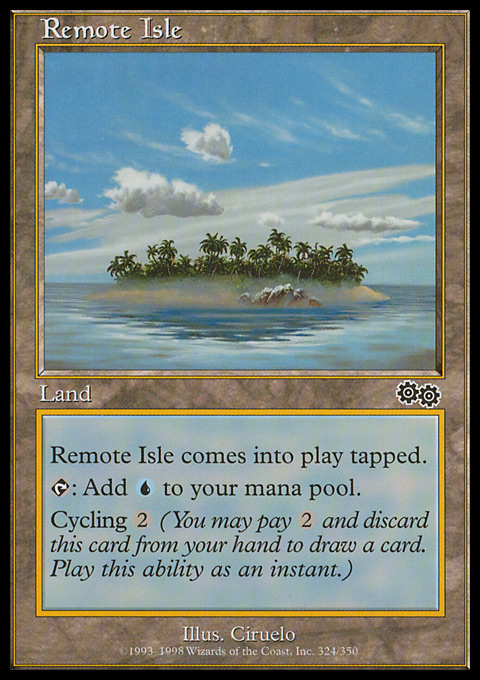 Remote Isle
Land
Remote Isle comes into play tapped.
: Add to your mana pool.
Cycling 2 (You may pay 2 and discard
this card from your hand to draw a card.
Play this ability as an instant.)
Illus. Ciruelo
©1993-1998 Wizards of the Coast, Inc. 324/350